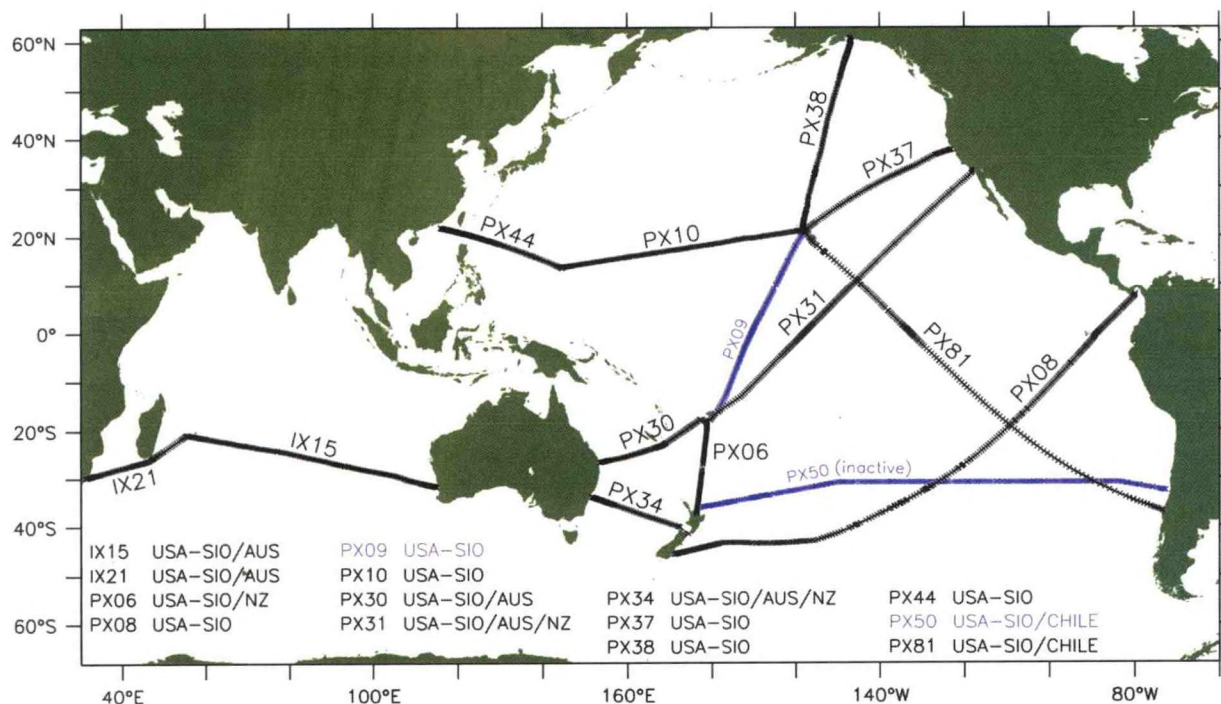 60°N
40°N
20°N
0°
20°S
40°S
60°S
PX38
PX37
PX44
PX10
PX09
PX31
PX81
PX08
PX30
PX06
IX15
IX21
PX34
PX50 (inactive)
IX15 USA-SIO/AUS
IX21 USA-SIO/AUS
PX06 USA-SIO/NZ
PX08 USA-SIO
PX09 USA-SIO
PX10 USA-SIO
PX30 USA-SIO/AUS
PX31 USA-SIO/AUS/NZ
PX34 USA-SIO/AUS/NZ
PX37 USA-SIO
PX38 USA-SIO
PX44 USA-SIO
PX50 USA-SIO/CHILE
PX81 USA-SIO/CHILE
40°E 100°E 160°E 140°W 80°W